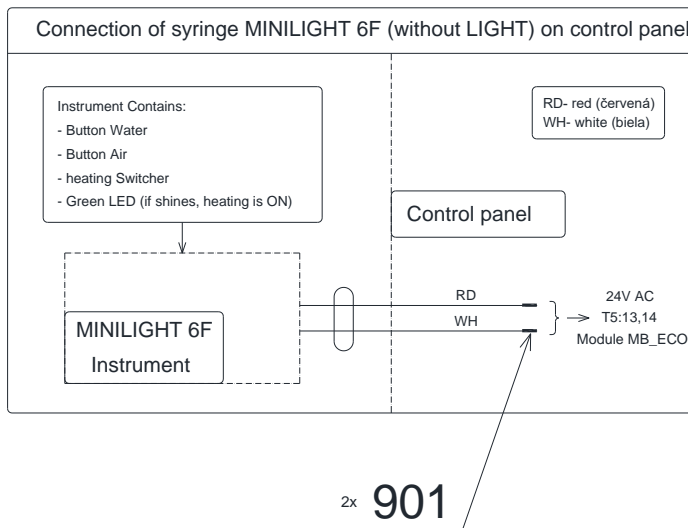 Connection of syringe MINILIGHT 6F (without LIGHT) on control panel
Instrument Contains:
- Button Water
- Button Air
- heating Switcher
- Green LED (if shines, heating is ON)
RD- red (červená)
WH- white (biela)
Control panel
MINILIGHT 6F
Instrument
RD
WH
24V AC
T5:13,14
Module MB_ECO
2x 901